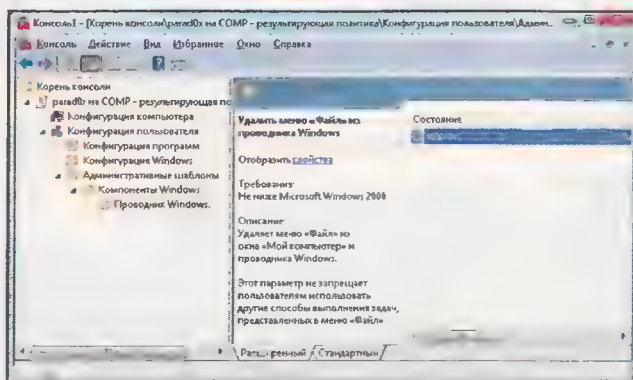 Консоль1 - [Корень консоли\parad0x на COMP - результирующая политика\Конфигурация пользователя\Админ...
Консоль Действие Вид Избранное Окно Справка
Корень консоли
parad0x на COMP - результирующая по
Конфигурация компьютера
Конфигурация пользователя
Конфигурация программ
Конфигурация Windows
Административные шаблоны
Компоненты Windows
Проводник Windows.
Удалить меню «Файл» из
проводника Windows
Отобразить свойства
Требования:
Не ниже Microsoft Windows 2000
Описание:
Удаляет меню «Файл» из
окна «Мой компьютер» и
проводника Windows.
Этот параметр не запрещает
пользователям использовать
другие способы выполнения задач,
представленных в меню «Файл»
Состояние
Расширенный Стандартный